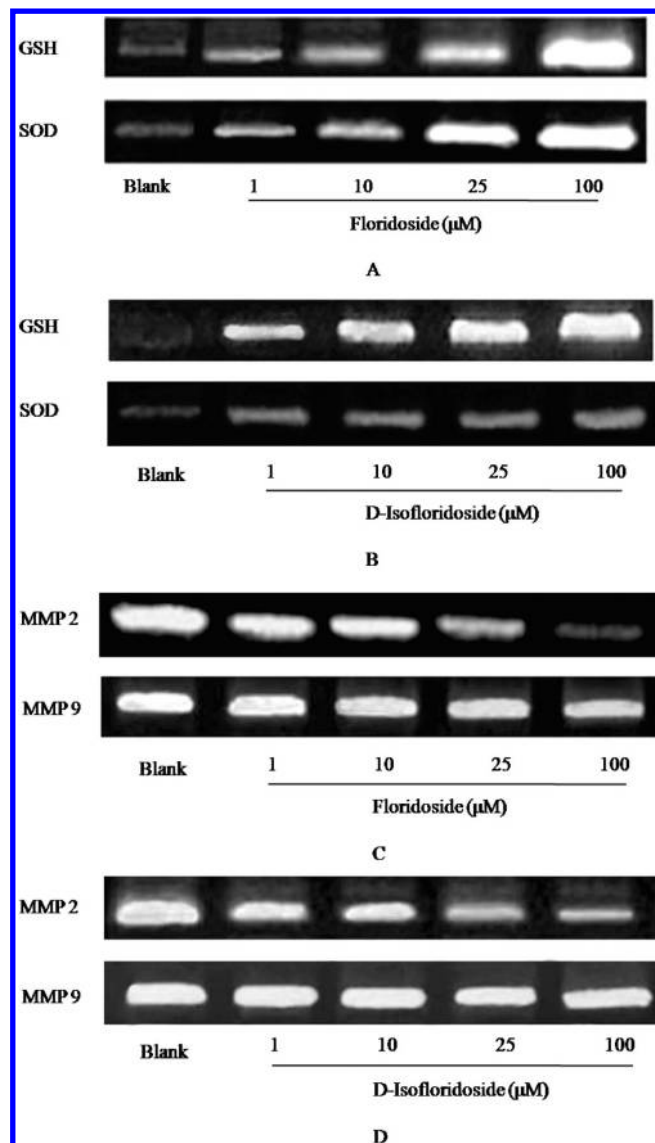 GSH
SOD
Blank 1 10 25 100
Floridoside (μM)
A
GSH
SOD
Blank 1 10 25 100
D-Isofloridoside (μM)
B
MMP 2
MMP 9
Blank 1 10 25 100
Floridoside (μM)
C
MMP 2
MMP 9
Blank 1 10 25 100
D-Isofloridoside (μM)
D